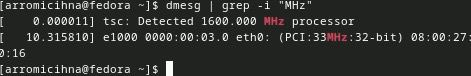 [arromicihna@fedora ~]$ dmesg | grep -i "MHz"
[    0.000011] tsc: Detected 1600.000 MHz processor
[   10.315810] e1000 0000:00:03.0 eth0: (PCI:33MHz:32-bit) 08:00:27:
0:16
[arromicihna@fedora ~]$